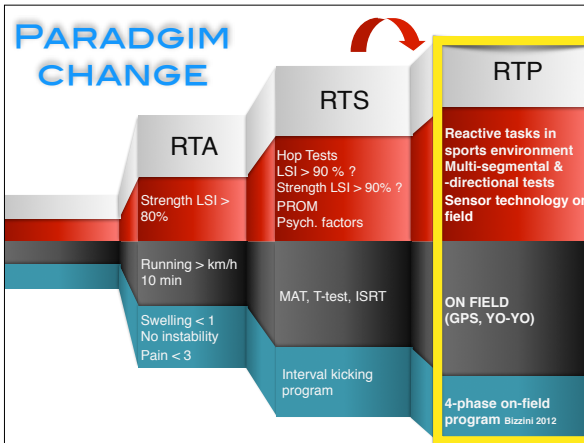 PARADGIM
CHANGE
RTA
Strength LSI >
80%
Running > km/h
10 min
Swelling < 1
No instability
Pain < 3
RTS
Hop Tests
LSI > 90 % ?
Strength LSI > 90% ?
PROM
Psych. factors
MAT, T-test, ISRT
Interval kicking
program
RTP
Reactive tasks in
sports environment
Multi-segmental &
-directional tests
Sensor technology on
field
ON FIELD
(GPS, YO-YO)
4-phase on-field
program Bizzini 2012